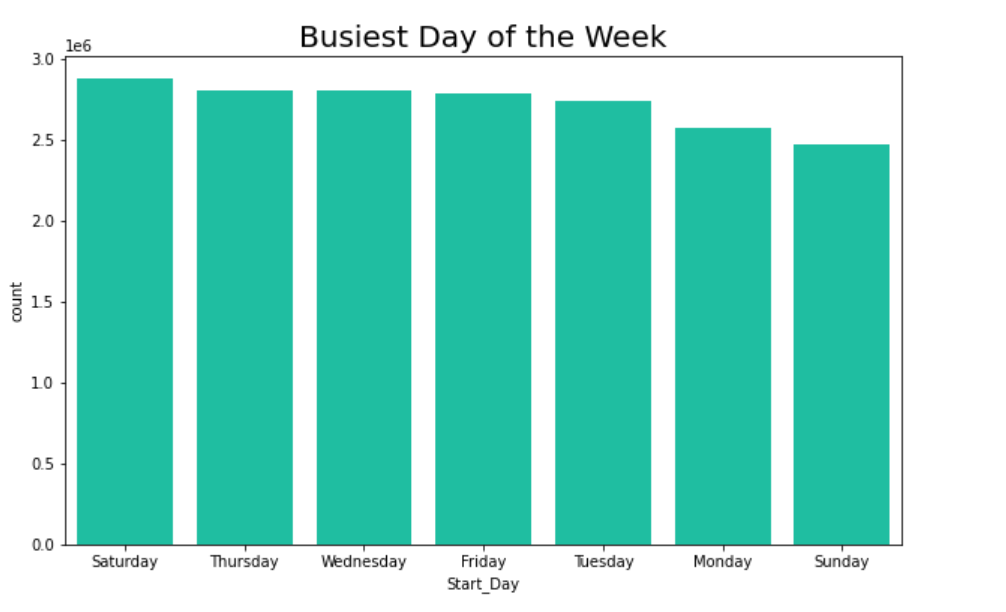 Busiest Day of the Week
1e6
3.0
2.5
2.0
1.5
1.0
0.5
0.0
count
Saturday Thursday Wednesday Friday Tuesday Monday Sunday
Start_Day